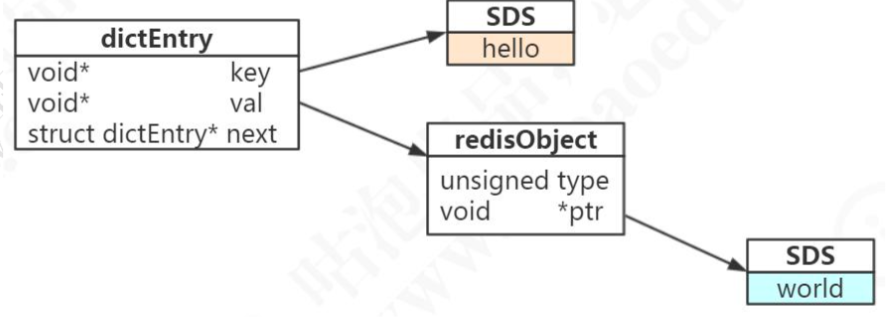 dictEntry
void* key
void* val
struct dictEntry* next
SDS
hello
redisObject
unsigned type
void *ptr
SDS
world